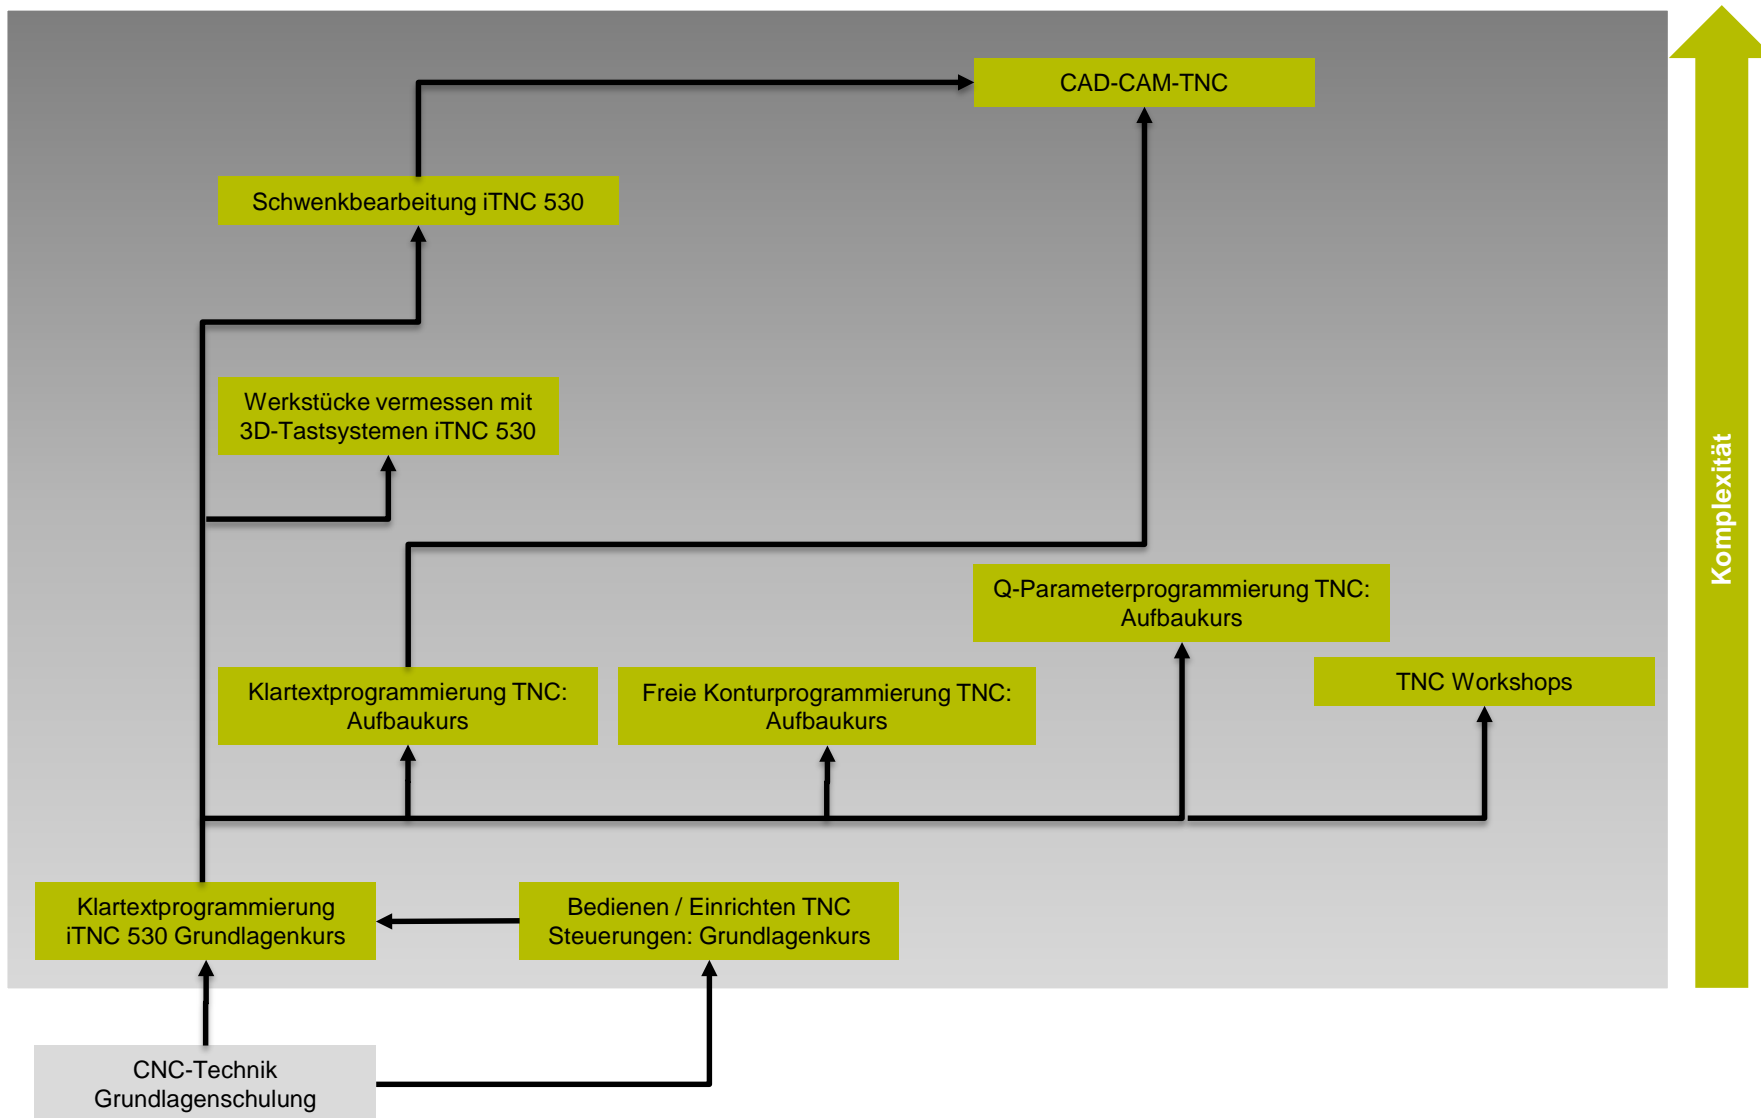 CAD-CAM-TNC
Schwenkbearbeitung iTNC 530
Werkstücke vermessen mit
3D-Tastsystemen iTNC 530
Q-Parameterprogrammierung TNC:
Aufbaukurs
Klartextprogrammierung TNC:
Aufbaukurs
Freie Konturprogrammierung TNC:
Aufbaukurs
TNC Workshops
Klartextprogrammierung
iTNC 530 Grundlagenkurs
Bedienen / Einrichten TNC
Steuerungen: Grundlagenkurs
CNC-Technik
Grundlagenschulung
Komplexität